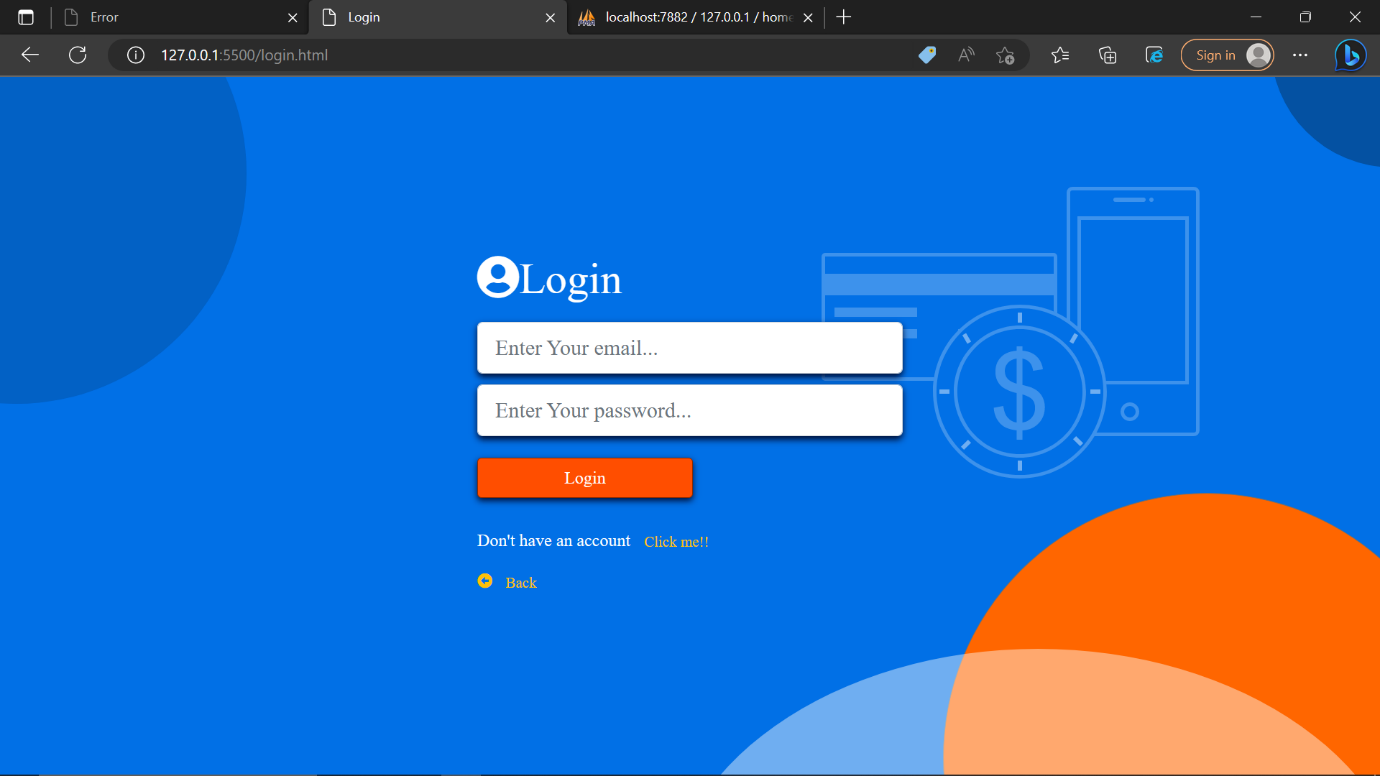 Error
Login
localhost:7882 / 127.0.0.1 / home
127.0.0.1:5500/login.html
Sign in
Login
Enter Your email...
Enter Your password...
Login
Don't have an account Click me!!
Back
$